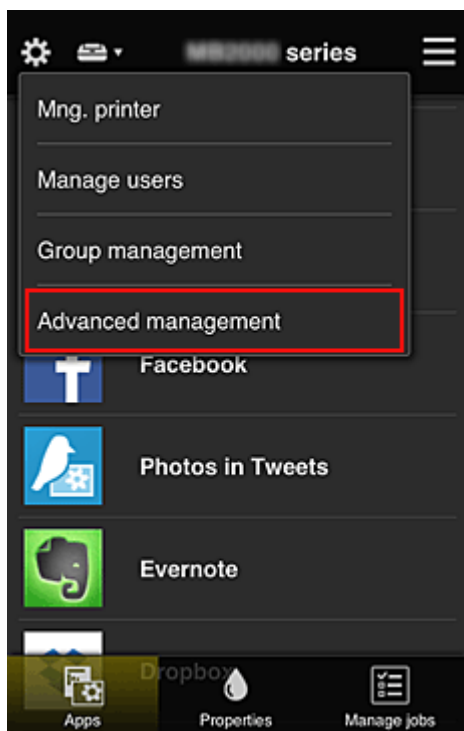 series
Mng. printer
Manage users
Group management
Advanced management
Facebook
Photos in Tweets
Evernote
Dropbox
Apps
Properties
Manage jobs